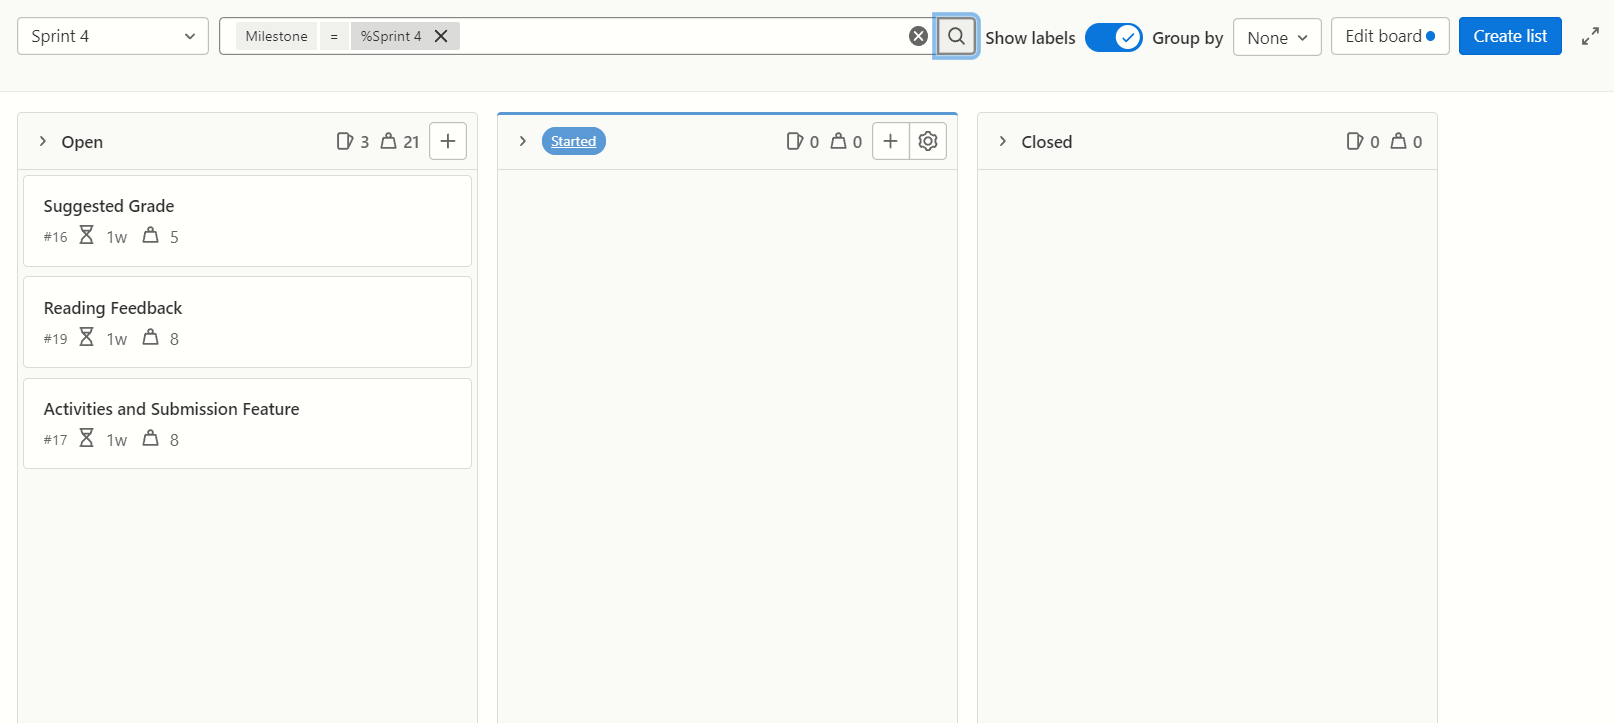 Sprint 4 Milestone = %Sprint 4 Show labels Group by None Edit board Create list
Open 3 21
Suggested Grade
#16 1w 5
Reading Feedback
#19 1w 8
Activities and Submission Feature
#17 1w 8
Started 0 0
Closed 0 0